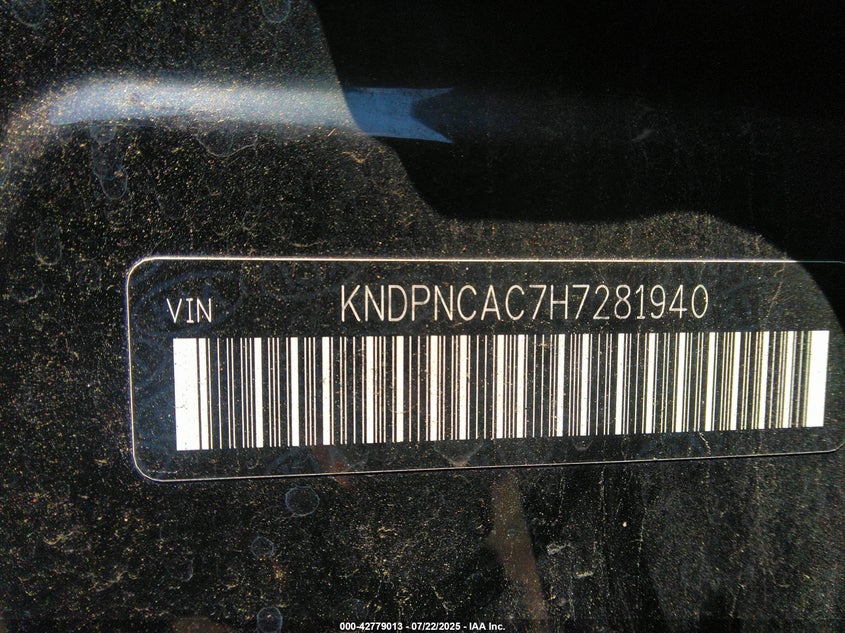 VIN KNDPNCAC7H7281940
000-42779013 - 07/22/2025 - IAA Inc.